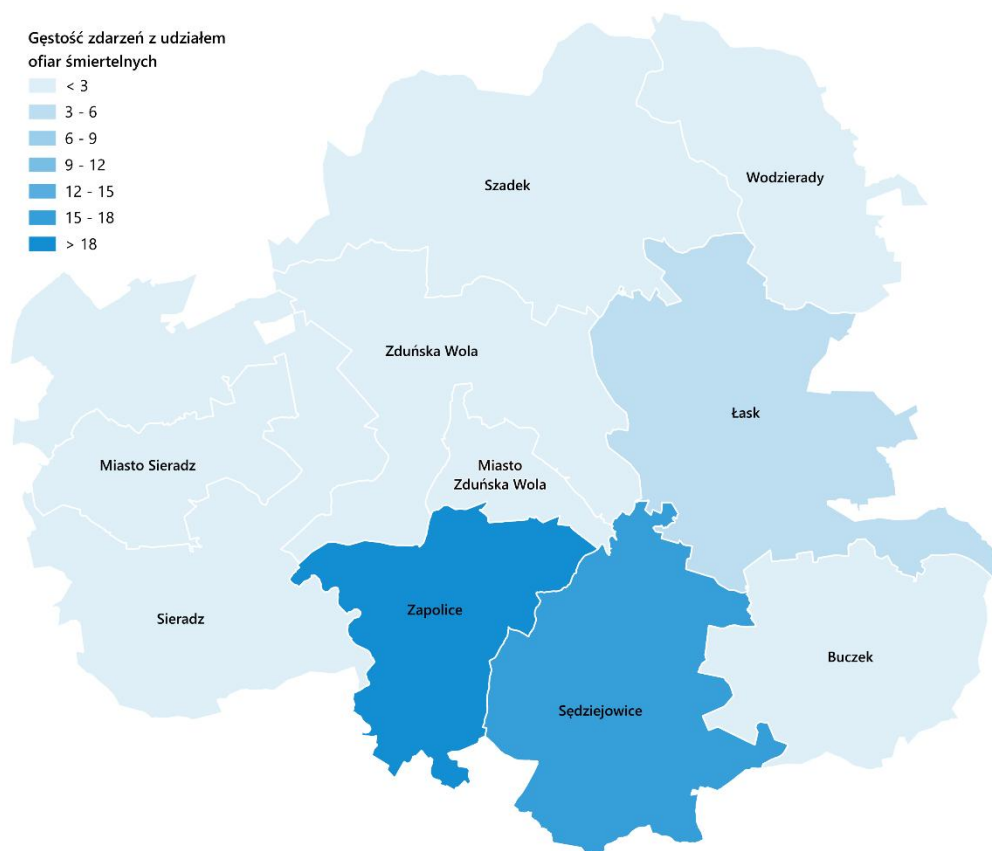 Gęstość zdarzeń z udziałem
ofiar śmiertelnych
< 3
3 - 6
6 - 9
9 - 12
12 - 15
15 - 18
> 18
Szadek
Wodzierady
Zduńska Wola
Łask
Miasto Sieradz
Miasto
Zduńska Wola
Sieradz
Zapolice
Buczek
Sędziejowice